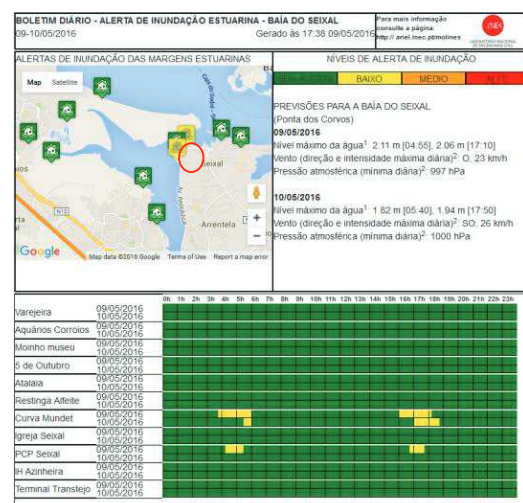 BOLETIM DIÁRIO - ALERTA DE INUNDAÇÃO ESTUARINA - BAÍA DO SEIXAL
09-10/05/2016
Gerado às 17:38 09/05/2016
Para mais informação
consulte a página:
http:// ariel.lnec.pt/molines
ALERTAS DE INUNDAÇÃO DAS MARGENS ESTUARINAS
Map Satellite
Seixal
Av. República
Arrentela
N10
Google
Map data ©2016 Google Terms of Use Report a map error
NÍVEIS DE ALERTA DE INUNDAÇÃO
SEM ALERTA BAIXO MEDIO ALTO
PREVISÕES PARA A BAÍA DO SEIXAL
(Ponta dos Corvos)
09/05/2016
Nível máximo da água1: 2.11 m [04:55], 2.06 m [17:10]
Vento (direção e intensidade máxima diária)2: O, 23 km/h
Pressão atmosférica (mínima diária)2: 997 hPa
10/05/2016
Nível máximo da água1: 1.82 m [05:40], 1.94 m [17:50]
Vento (direção e intensidade máxima diária)2: SO, 26 km/h
Pressão atmosférica (mínima diária)2: 1000 hPa
0h 1h 2h 3h 4h 5h 6h 7h 8h 9h 10h 11h 12h 13h 14h 15h 16h 17h 18h 19h 20h 21h 22h 23h
Varejeira 09/05/2016
10/05/2016
Aquários Corroios 09/05/2016
10/05/2016
Moinho museu 09/05/2016
10/05/2016
5 de Outubro 09/05/2016
10/05/2016
Atalaia 09/05/2016
10/05/2016
Restinga Alfeite 09/05/2016
10/05/2016
Curva Mundet 09/05/2016
10/05/2016
Igreja Seixal 09/05/2016
10/05/2016
PCP Seixal 09/05/2016
10/05/2016
IH Azinheira 09/05/2016
10/05/2016
Terminal Transtejo 09/05/2016
10/05/2016